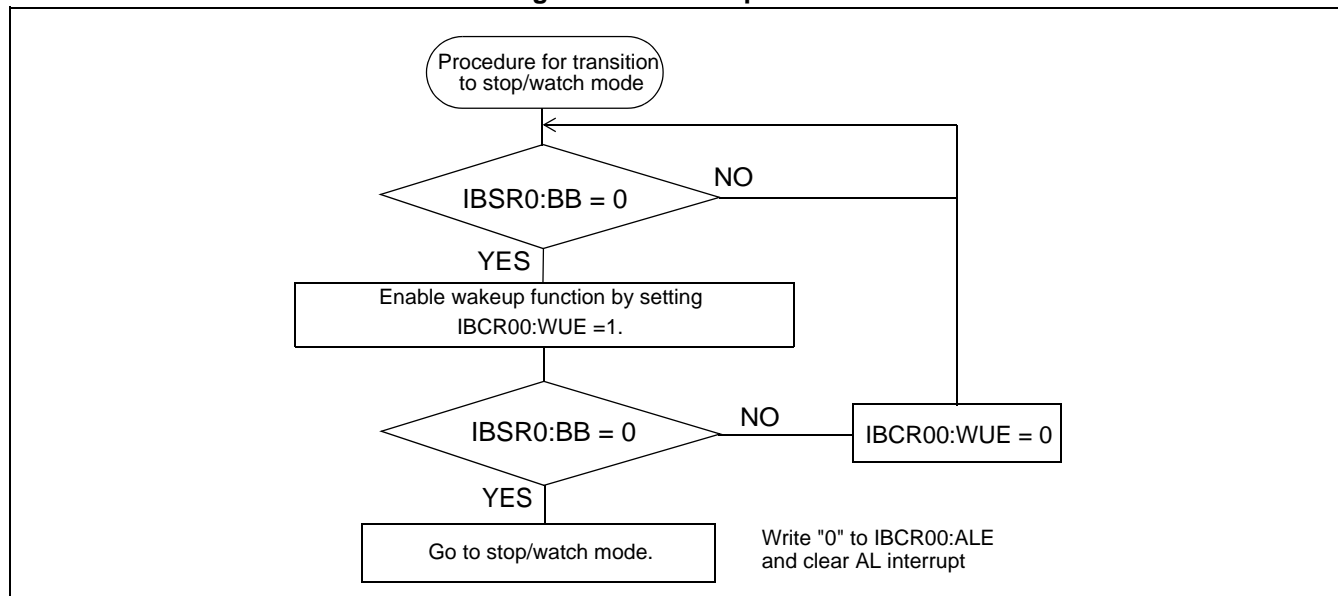 Procedure for transition
to stop/watch mode
IBSR0:BB = 0
NO
YES
Enable wakeup function by setting
IBCR00:WUE =1.
IBSR0:BB = 0
NO
IBCR00:WUE = 0
YES
Go to stop/watch mode.
Write "0" to IBCR00:ALE
and clear AL interrupt